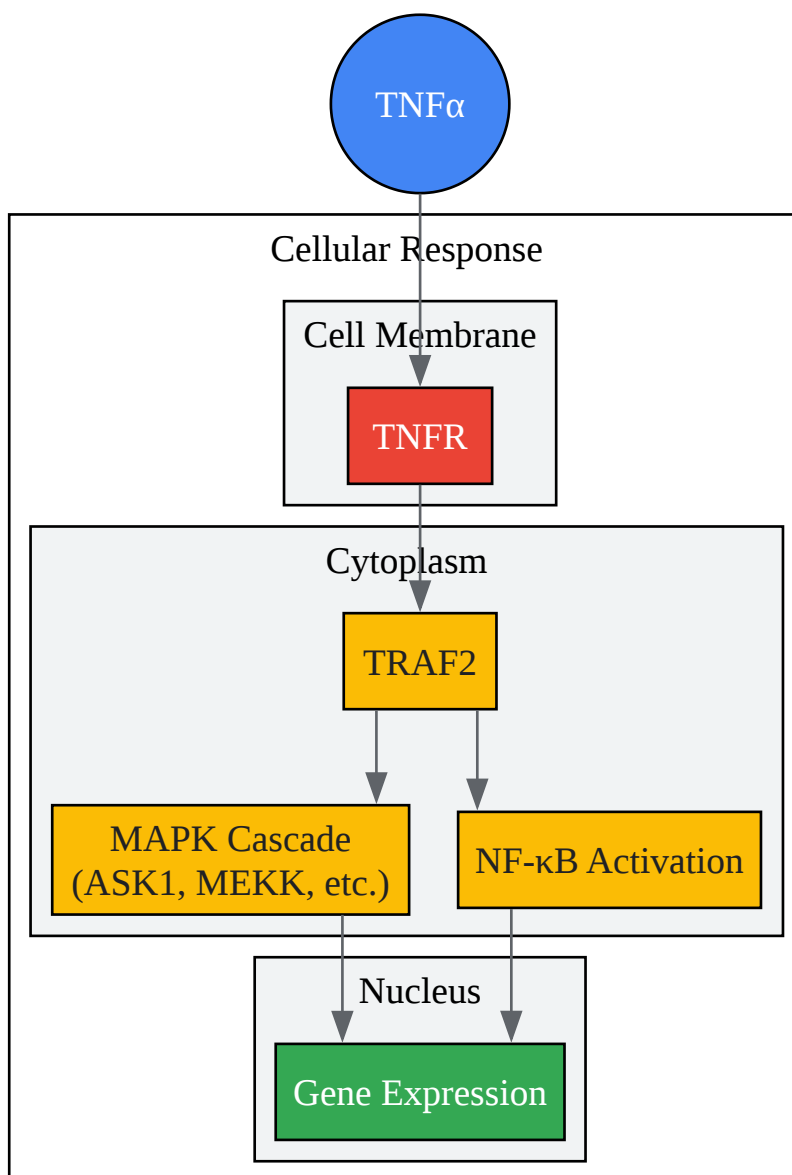 TNFα
Cellular Response
Cell Membrane
TNFR
Cytoplasm
TRAF2
MAPK Cascade
(ASK1, MEKK, etc.)
NF-κB Activation
Nucleus
Gene Expression